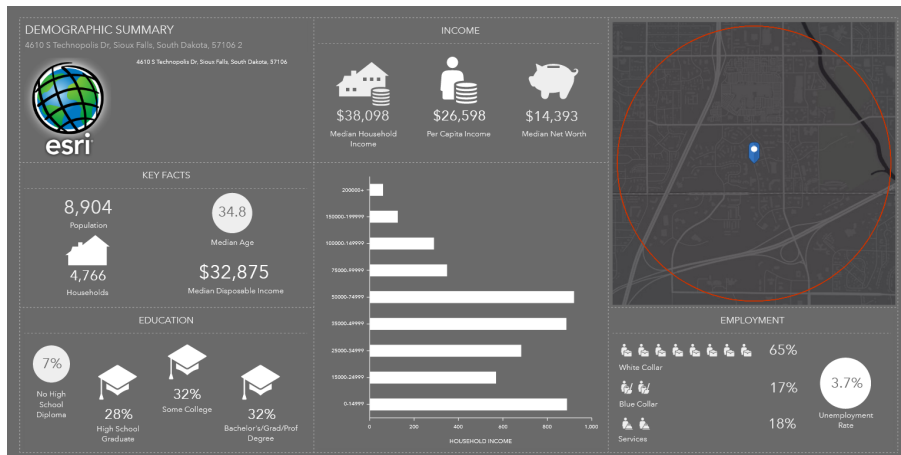 DEMOGRAPHIC SUMMARY
4610 S Technopolis Dr, Sioux Falls, South Dakota, 57106 2
4610 S Technopolis Dr, Sioux Falls, South Dakota, 57106
esri
KEY FACTS
8,904
Population
34.8
Median Age
4,766
Households
$32,875
Median Disposable Income
EDUCATION
7%
No High
School
Diploma
28%
High School
Graduate
32%
Some College
32%
Bachelor's/Grad/Prof
Degree
INCOME
$38,098
Median Household
Income
$26,598
Per Capita Income
$14,393
Median Net Worth
200000+
150000-199999
100000-149999
75000-99999
50000-74999
35000-49999
25000-34999
15000-24999
0-14999
0 200 400 600 800 1,000
HOUSEHOLD INCOME
EMPLOYMENT
65%
White Collar
17%
Blue Collar
18%
Services
3.7%
Unemployment
Rate